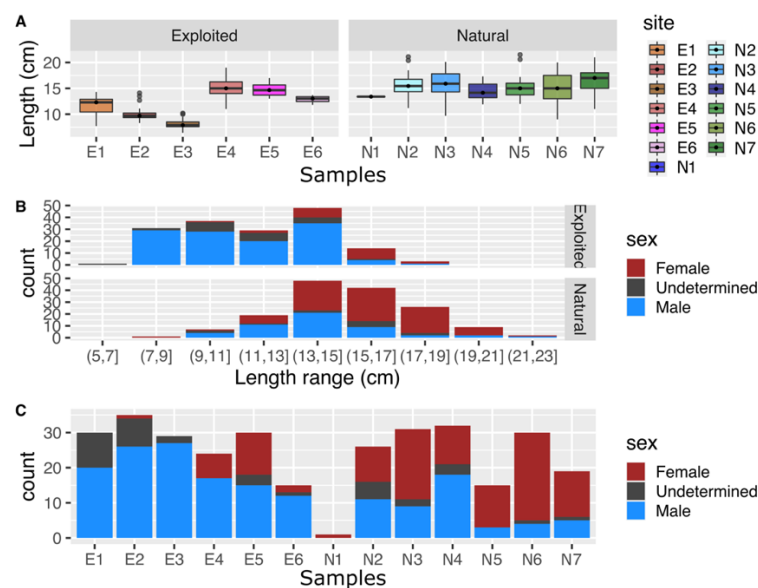 A
Exploited
Natural
Length (cm)
20
15
10
E1 E2 E3 E4 E5 E6 N1 N2 N3 N4 N5 N6 N7
Samples
site
E1 N2
E2 N3
E3 N4
E4 N5
E5 N6
E6 N7
N1
B
count
50
40
30
20
10
0
Exploited
50
40
30
20
10
0
Natural
(5,7] (7,9] (9,11] (11,13] (13,15] (15,17] (17,19] (19,21] (21,23]
Length range (cm)
sex
Female
Undetermined
Male
C
count
30
20
10
0
E1 E2 E3 E4 E5 E6 N1 N2 N3 N4 N5 N6 N7
Samples
sex
Female
Undetermined
Male